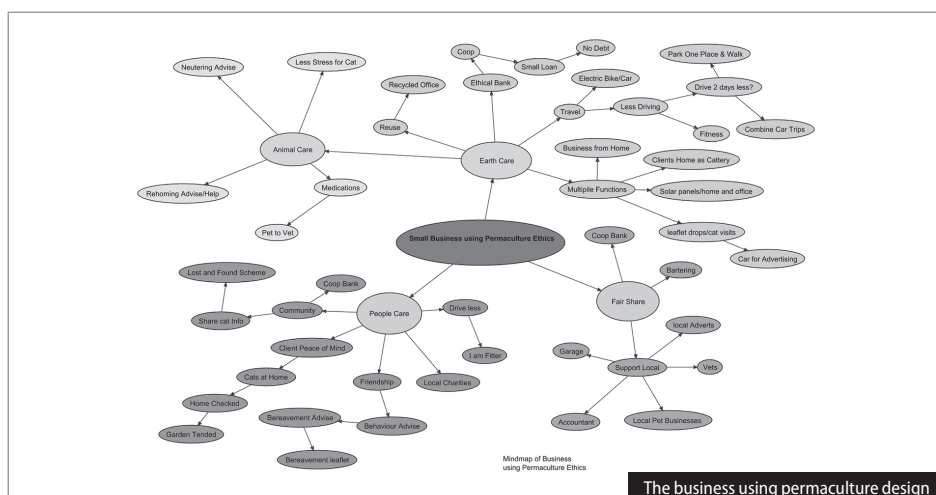 Neutering Advise
Less Stress for Cat
Animal Care
Rehoming Advise/Help
Medications
Pet to Vet
Coop
Small Loan
No Debt
Ethical Bank
Recycled Office
Reuse
Earth Care
Electric Bike/Car
Travel
Less Driving
Park One Place & Walk
Drive 2 days less?
Combine Car Trips
Fitness
Business from Home
Clients Home as Cattery
Multipile Functions
Solar panels/home and office
leaflet drops/cat visits
Car for Advertising
Small Business using Permaculture Ethics
Coop Bank
Bartering
Fair Share
local Adverts
Garage
Support Local
Vets
Accountant
Local Pet Businesses
Lost and Found Scheme
Coop Bank
Share cat Info
Community
People Care
Drive less
I am Fitter
Client Peace of Mind
Cats at Home
Home Checked
Garden Tended
Friendship
Local Charities
Bereavement Advise
Behaviour Advise
Bereavement leaflet
Mindmap of Business
using Permaculture Ethics
The business using permaculture design